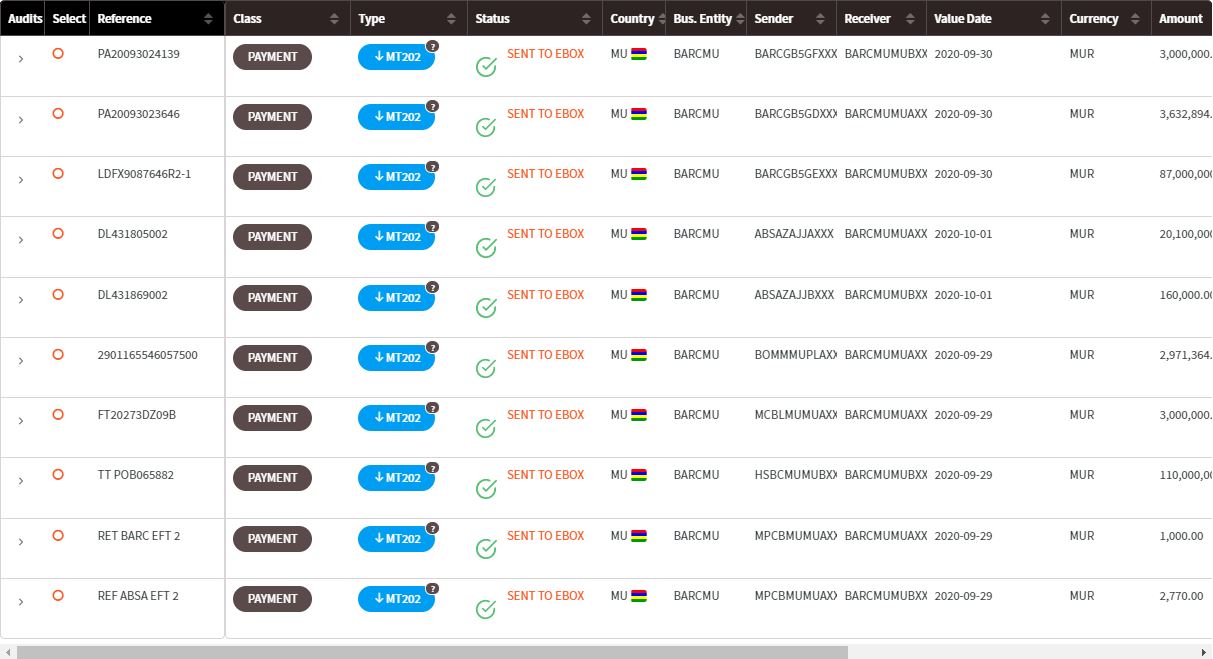 Audits Select Reference Class Type Status Country Bus. Entity Sender Receiver Value Date Currency Amount
PA20093024139 PAYMENT MT202 ? SENT TO EBOX MU BARCMU BARCGB5GFXXX BARCMUMUBXX 2020-09-30 MUR 3,000,000.
PA20093023646 PAYMENT MT202 ? SENT TO EBOX MU BARCMU BARCGB5GDXXX BARCMUMUAXX 2020-09-30 MUR 3,632,894.
LDFX9087646R2-1 PAYMENT MT202 ? SENT TO EBOX MU BARCMU BARCGB5GEXXX BARCMUMUBXX 2020-09-30 MUR 87,000,000
DL431805002 PAYMENT MT202 ? SENT TO EBOX MU BARCMU ABSAZAJJAXXX BARCMUMUAXX 2020-10-01 MUR 20,100,000
DL431869002 PAYMENT MT202 ? SENT TO EBOX MU BARCMU ABSAZAJJBXXX BARCMUMUBXX 2020-10-01 MUR 160,000.00
2901165546057500 PAYMENT MT202 ? SENT TO EBOX MU BARCMU BOMMMUPLAXX BARCMUMUAXX 2020-09-29 MUR 2,971,364.
FT20273DZ09B PAYMENT MT202 ? SENT TO EBOX MU BARCMU MCBLMUMUAXX BARCMUMUAXX 2020-09-29 MUR 3,000,000.
TT POB065882 PAYMENT MT202 ? SENT TO EBOX MU BARCMU HSBCMUMUBXX BARCMUMUBXX 2020-09-29 MUR 110,000,00
RET BARC EFT 2 PAYMENT MT202 ? SENT TO EBOX MU BARCMU MPCBMUMUAXX BARCMUMUBXX 2020-09-29 MUR 1,000.00
REF ABSA EFT 2 PAYMENT MT202 ? SENT TO EBOX MU BARCMU MPCBMUMUAXX BARCMUMUBXX 2020-09-29 MUR 2,770.00